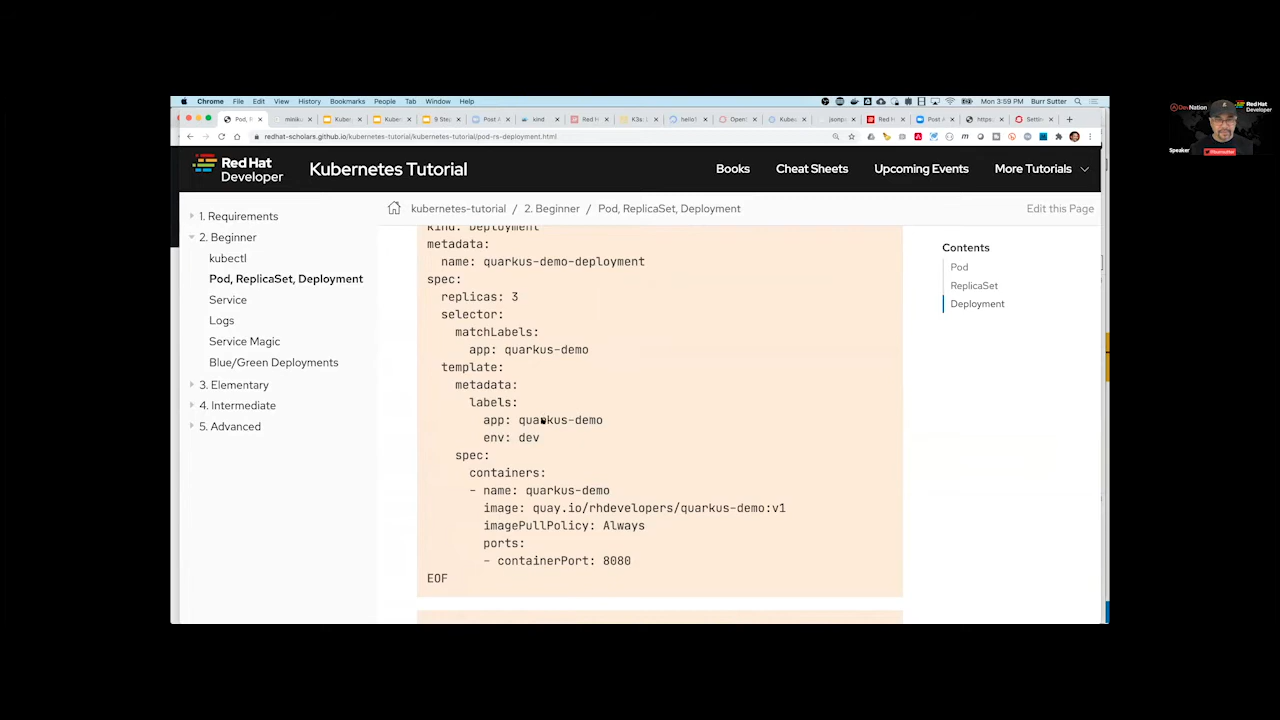 Chrome File Edit View History Bookmarks People Tab Window Help
Mon 3:59 PM Burr Sutter
redhat-scholars.github.io/kubernetes-tutorial/kubernetes-tutorial/pod-rs-deployment.html
Red Hat
Developer
Kubernetes Tutorial
Books
Cheat Sheets
Upcoming Events
More Tutorials
kubernetes-tutorial / 2. Beginner / Pod, ReplicaSet, Deployment
Edit this Page
1. Requirements
2. Beginner
kubectl
Pod, ReplicaSet, Deployment
Service
Logs
Service Magic
Blue/Green Deployments
3. Elementary
4. Intermediate
5. Advanced
kind: Deployment
metadata:
name: quarkus-demo-deployment
spec:
replicas: 3
selector:
matchLabels:
app: quarkus-demo
template:
metadata:
labels:
app: quarkus-demo
env: dev
spec:
containers:
- name: quarkus-demo
image: quay.io/rhdevelopers/quarkus-demo:v1
imagePullPolicy: Always
ports:
- containerPort: 8080
EOF
Contents
Pod
ReplicaSet
Deployment
DevNation
Red Hat
Developer
Speaker